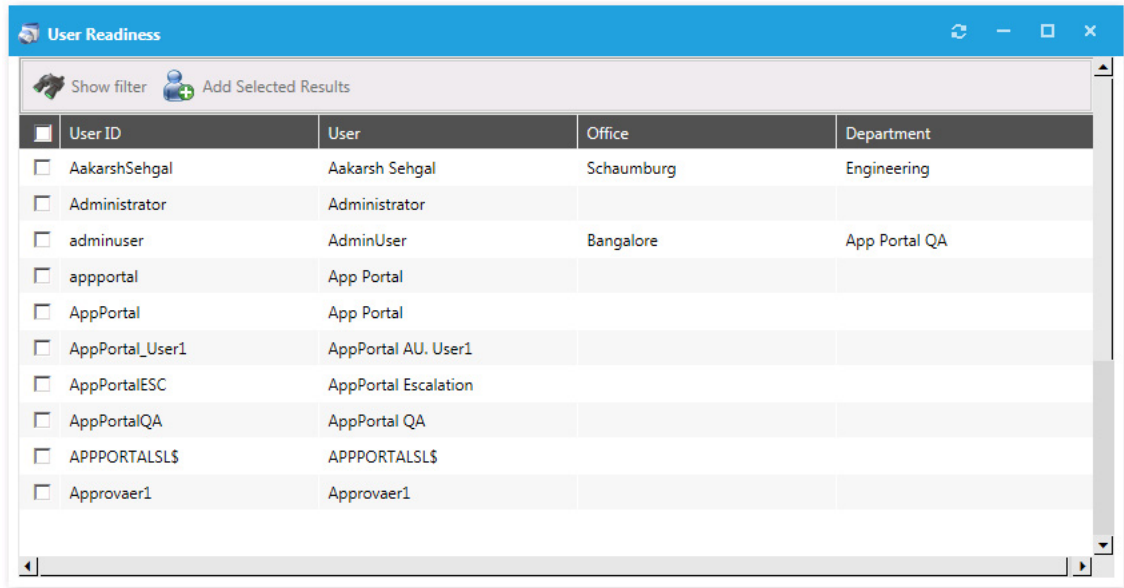 User Readiness
Show filter Add Selected Results
User ID User Office Department
AakarshSehgal Aakarsh Sehgal Schaumburg Engineering
Administrator Administrator
adminuser AdminUser Bangalore App Portal QA
appportal App Portal
AppPortal App Portal
AppPortal_User1 AppPortal AU. User1
AppPortalESC AppPortal Escalation
AppPortalQA AppPortal QA
APPPORTALSL$ APPPORTALSL$
Approvaer1 Approvaer1